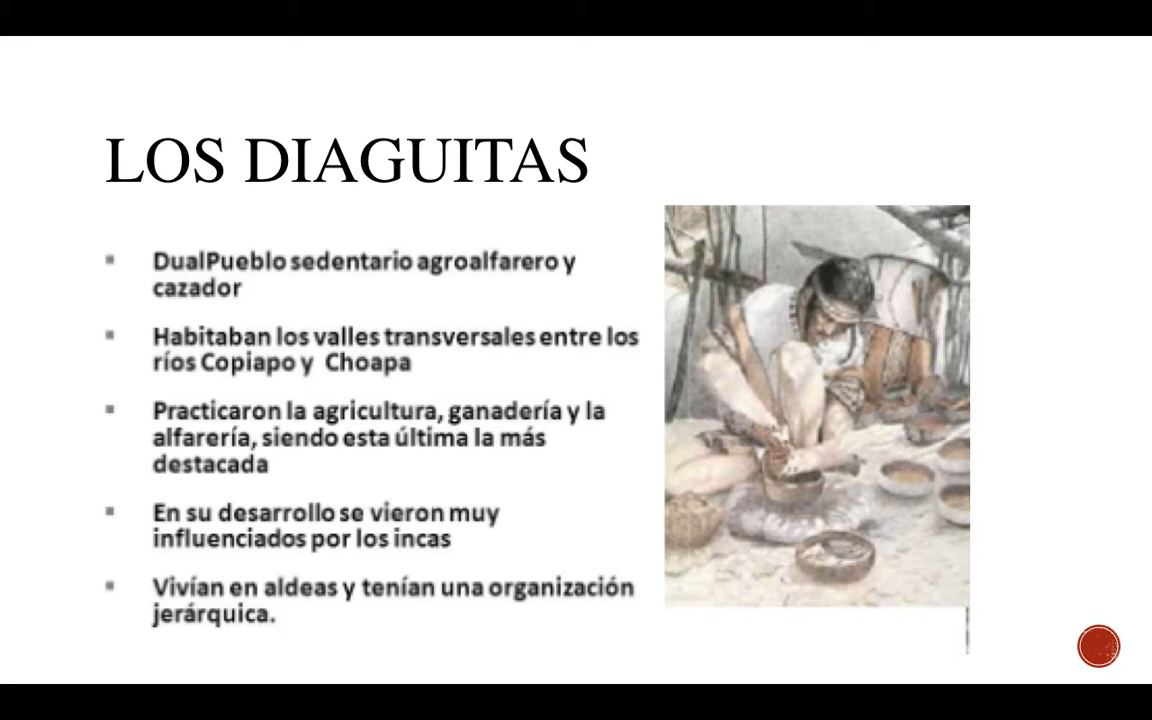 LOS DIAGUITAS
DualPueblo sedentario agroalfarero y
cazador
Habitaban los valles transversales entre los
ríos Copiapo y Choapa
Practicaron la agricultura, ganadería y la
alfarería, siendo esta última la más
destacada
En su desarrollo se vieron muy
influenciados por los incas
Vivían en aldeas y tenían una organización
jerárquica.